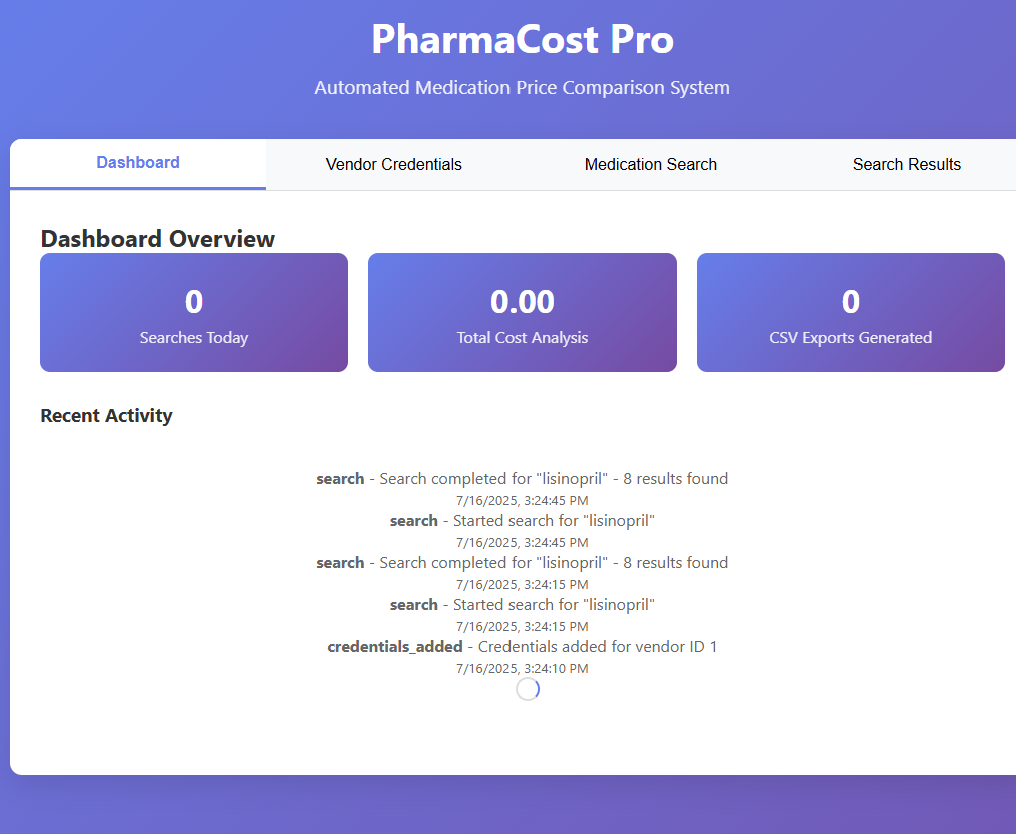 PharmaCost Pro
Automated Medication Price Comparison System
Dashboard
Vendor Credentials
Medication Search
Search Results
Dashboard Overview
0
Searches Today
0.00
Total Cost Analysis
0
CSV Exports Generated
Recent Activity
search - Search completed for "lisinopril" - 8 results found
7/16/2025, 3:24:45 PM
search - Started search for "lisinopril"
7/16/2025, 3:24:45 PM
search - Search completed for "lisinopril" - 8 results found
7/16/2025, 3:24:15 PM
search - Started search for "lisinopril"
7/16/2025, 3:24:15 PM
credentials_added - Credentials added for vendor ID 1
7/16/2025, 3:24:10 PM